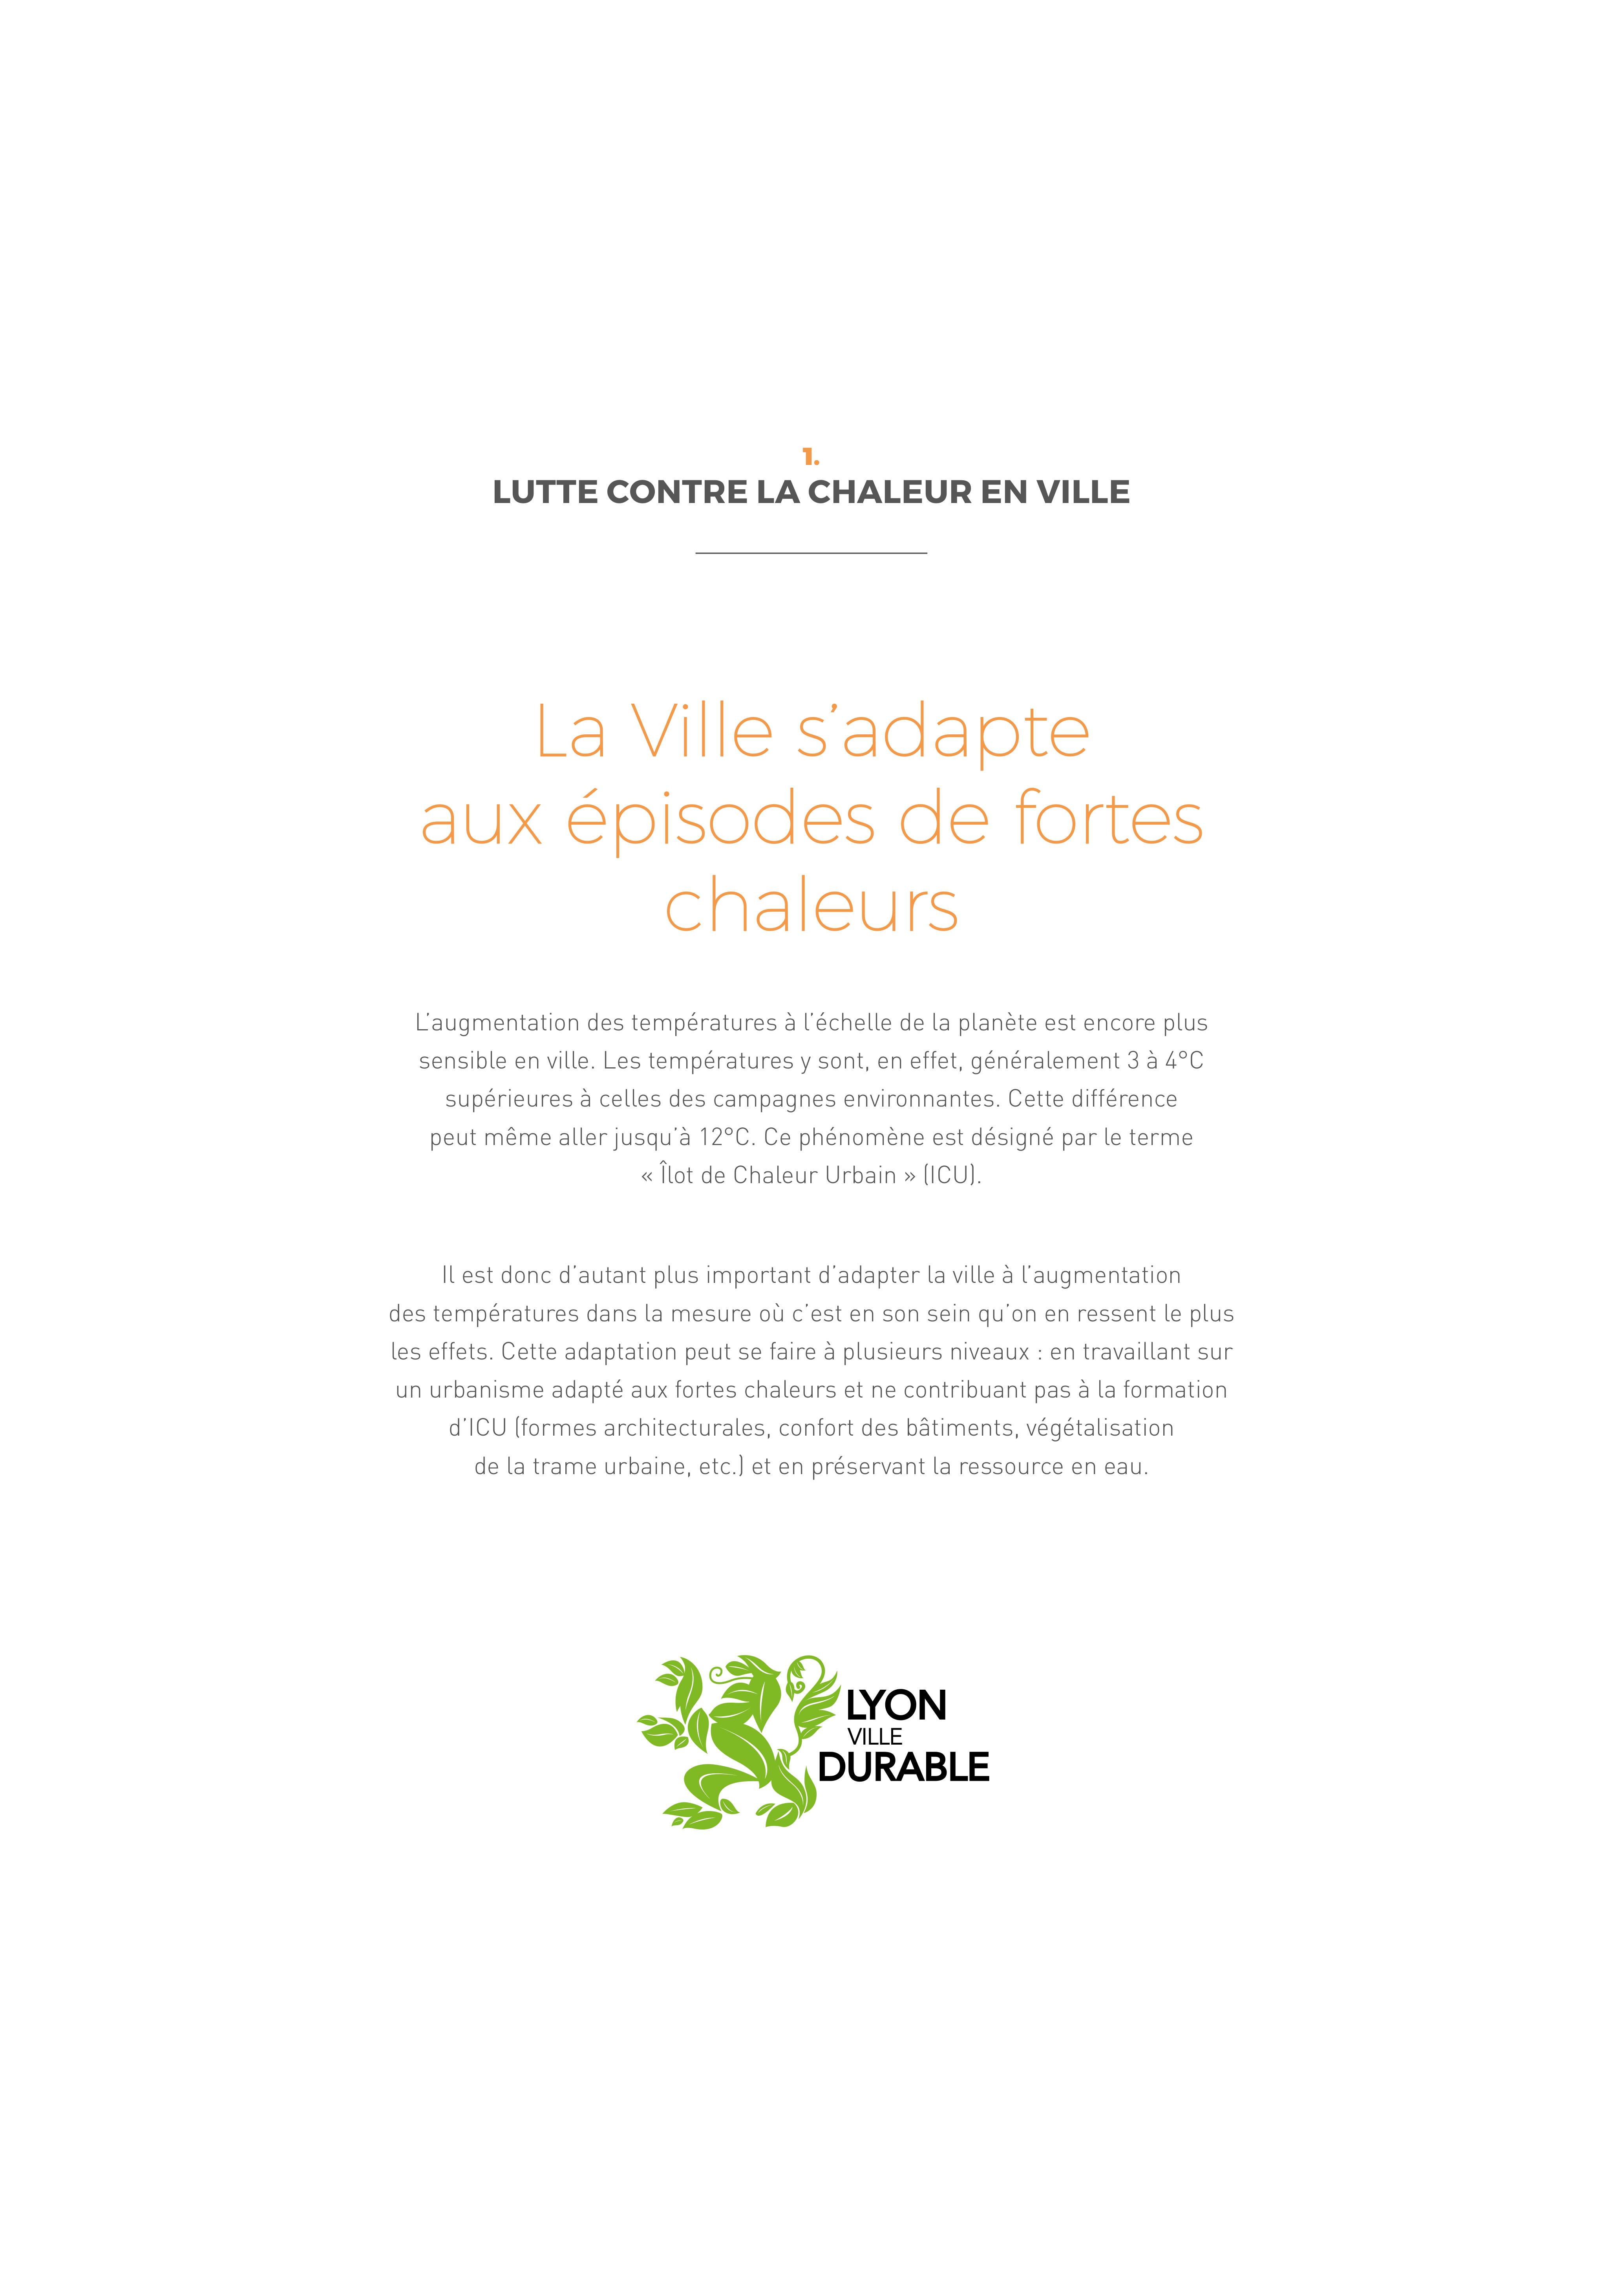 1.
LUTTE CONTRE LA CHALEUR EN VILLE
La Ville s’adapte
aux épisodes de fortes
chaleurs
L’augmentation des températures à l’échelle de la planète est encore plus
sensible en ville. Les températures y sont, en effet, généralement 3 à 4°C
supérieures à celles des campagnes environnantes. Cette différence
peut même aller jusqu’à 12°C. Ce phénomène est désigné par le terme
« Îlot de Chaleur Urbain » (ICU).
Il est donc d’autant plus important d’adapter la ville à l’augmentation
des températures dans la mesure où c’est en son sein qu’on en ressent le plus
les effets. Cette adaptation peut se faire à plusieurs niveaux : en travaillant sur
un urbanisme adapté aux fortes chaleurs et ne contribuant pas à la formation
d’ICU (formes architecturales, confort des bâtiments, végétalisation
de la trame urbaine, etc.) et en préservant la ressource en eau.
LYON
VILLE
DURABLE